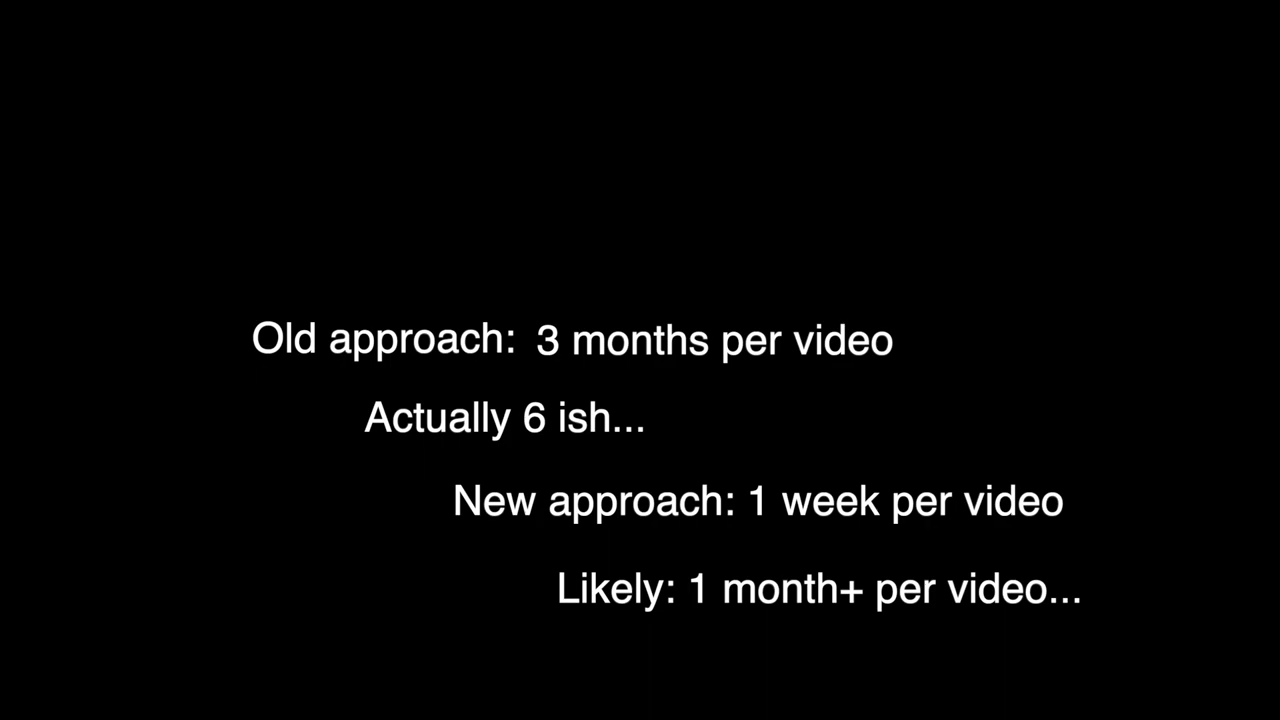 Old approach: 3 months per video
Actually 6 ish...
New approach: 1 week per video
Likely: 1 month+ per video...